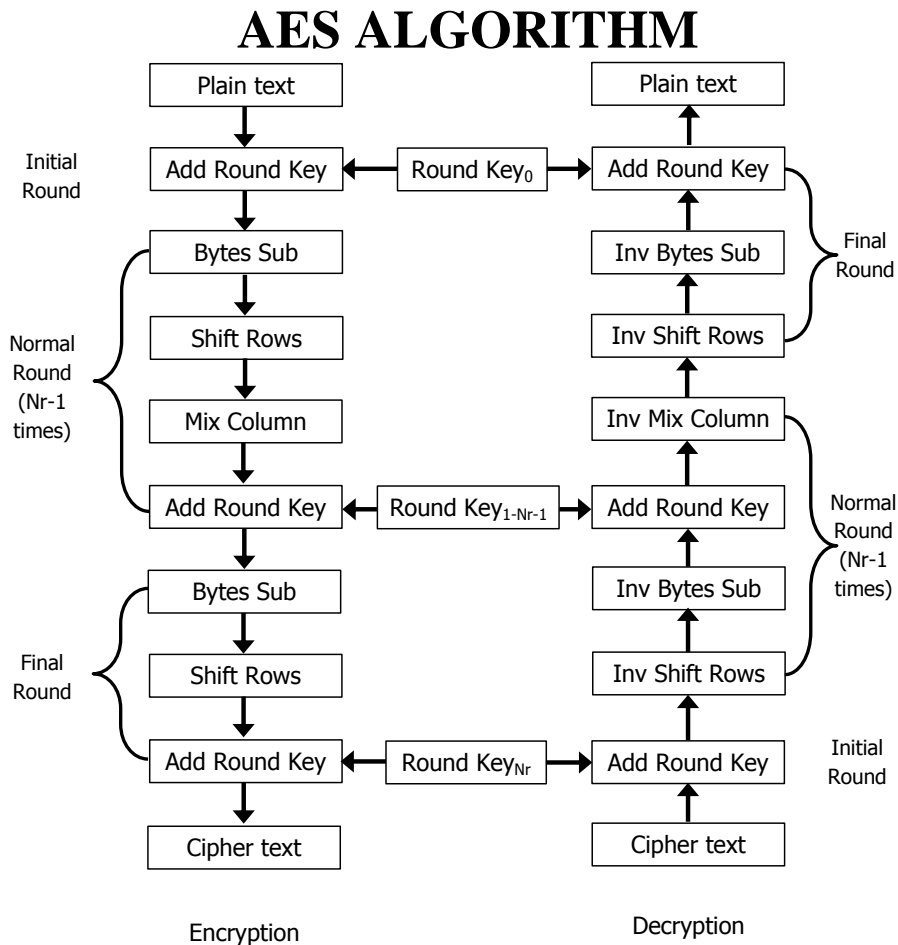 AES ALGORITHM
Plain text
Plain text
Initial
Round
Add Round Key
Round Key0
Add Round Key
Bytes Sub
Inv Bytes Sub
Final
Round
Shift Rows
Inv Shift Rows
Normal
Round
(Nr-1
times)
Mix Column
Inv Mix Column
Add Round Key
Round Key1-Nr-1
Add Round Key
Normal
Round
(Nr-1
times)
Bytes Sub
Inv Bytes Sub
Final
Round
Shift Rows
Inv Shift Rows
Add Round Key
Round KeyNr
Add Round Key
Initial
Round
Cipher text
Cipher text
Encryption
Decryption